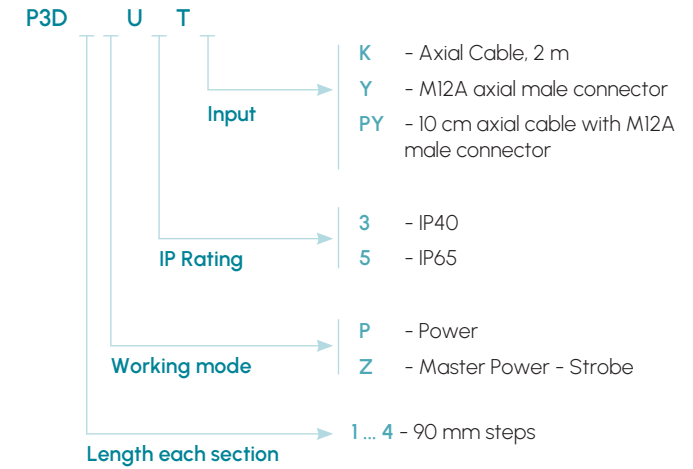 P3D U T
K - Axial Cable, 2 m
Y - M12A axial male connector
Input
PY - 10 cm axial cable with M12A
male connector
3 - IP40
IP Rating
5 - IP65
P - Power
Working mode
Z - Master Power - Strobe
1 ... 4 - 90 mm steps
Length each section